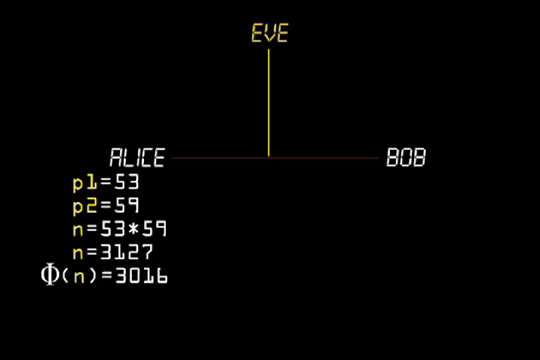 EVE
ALICE
BOB
p1=53
p2=59
n=53*59
n=3127
Φ(n)=3016